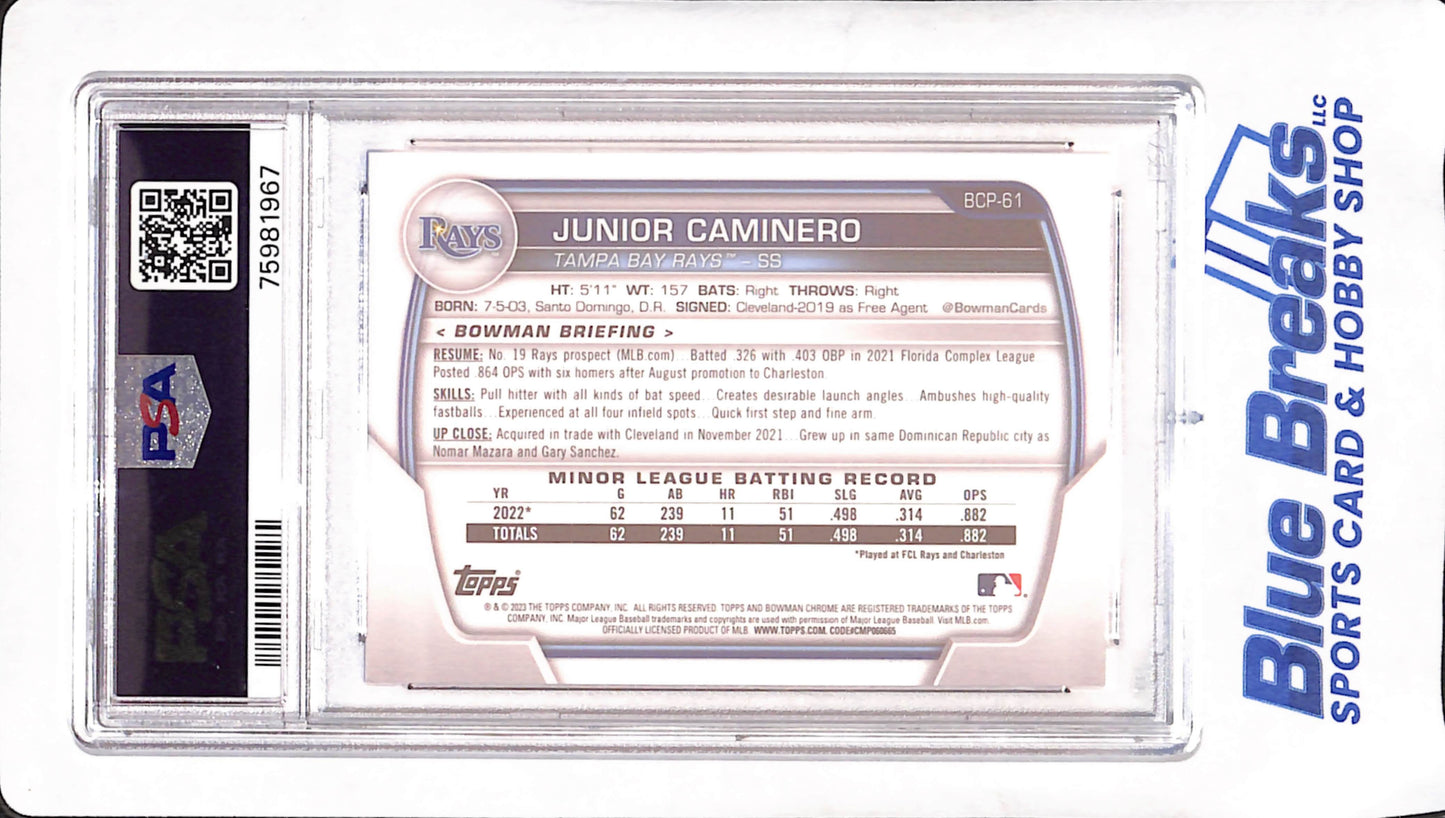 75981967
PSA
PSA
BCP-61
RAYS
JUNIOR CAMINERO
TAMPA BAY RAYS™ – SS
HT: 5'11" WT: 157 BATS: Right THROWS: Right
BORN: 7-5-03, Santo Domingo, D.R. SIGNED: Cleveland-2019 as Free Agent @BowmanCards
< BOWMAN BRIEFING >
RESUME: No. 19 Rays prospect (MLB.com)...Batted .326 with .403 OBP in 2021 Florida Complex League
Posted .864 OPS with six homers after August promotion to Charleston.
SKILLS: Pull hitter with all kinds of bat speed...Creates desirable launch angles...Ambushes high-quality
fastballs...Experienced at all four infield spots...Quick first step and fine arm.
UP CLOSE: Acquired in trade with Cleveland in November 2021...Grew up in same Dominican Republic city as
Nomar Mazara and Gary Sanchez.
MINOR LEAGUE BATTING RECORD
YR G AB HR RBI SLG AVG OPS
2022* 62 239 11 51 .498 .314 .882
TOTALS 62 239 11 51 .498 .314 .882
*Played at FCL Rays and Charleston
Topps®
® & © 2023 THE TOPPS COMPANY, INC. ALL RIGHTS RESERVED. TOPPS AND BOWMAN CHROME ARE REGISTERED TRADEMARKS OF THE TOPPS
COMPANY, INC. Major League Baseball trademarks and copyrights are used with permission of Major League Baseball. Visit MLB.com.
OFFICIALLY LICENSED PRODUCT OF MLB. WWW.TOPPS.COM. CODE#CMP060665
Blue Breaks LLC
SPORTS CARD & HOBBY SHOP